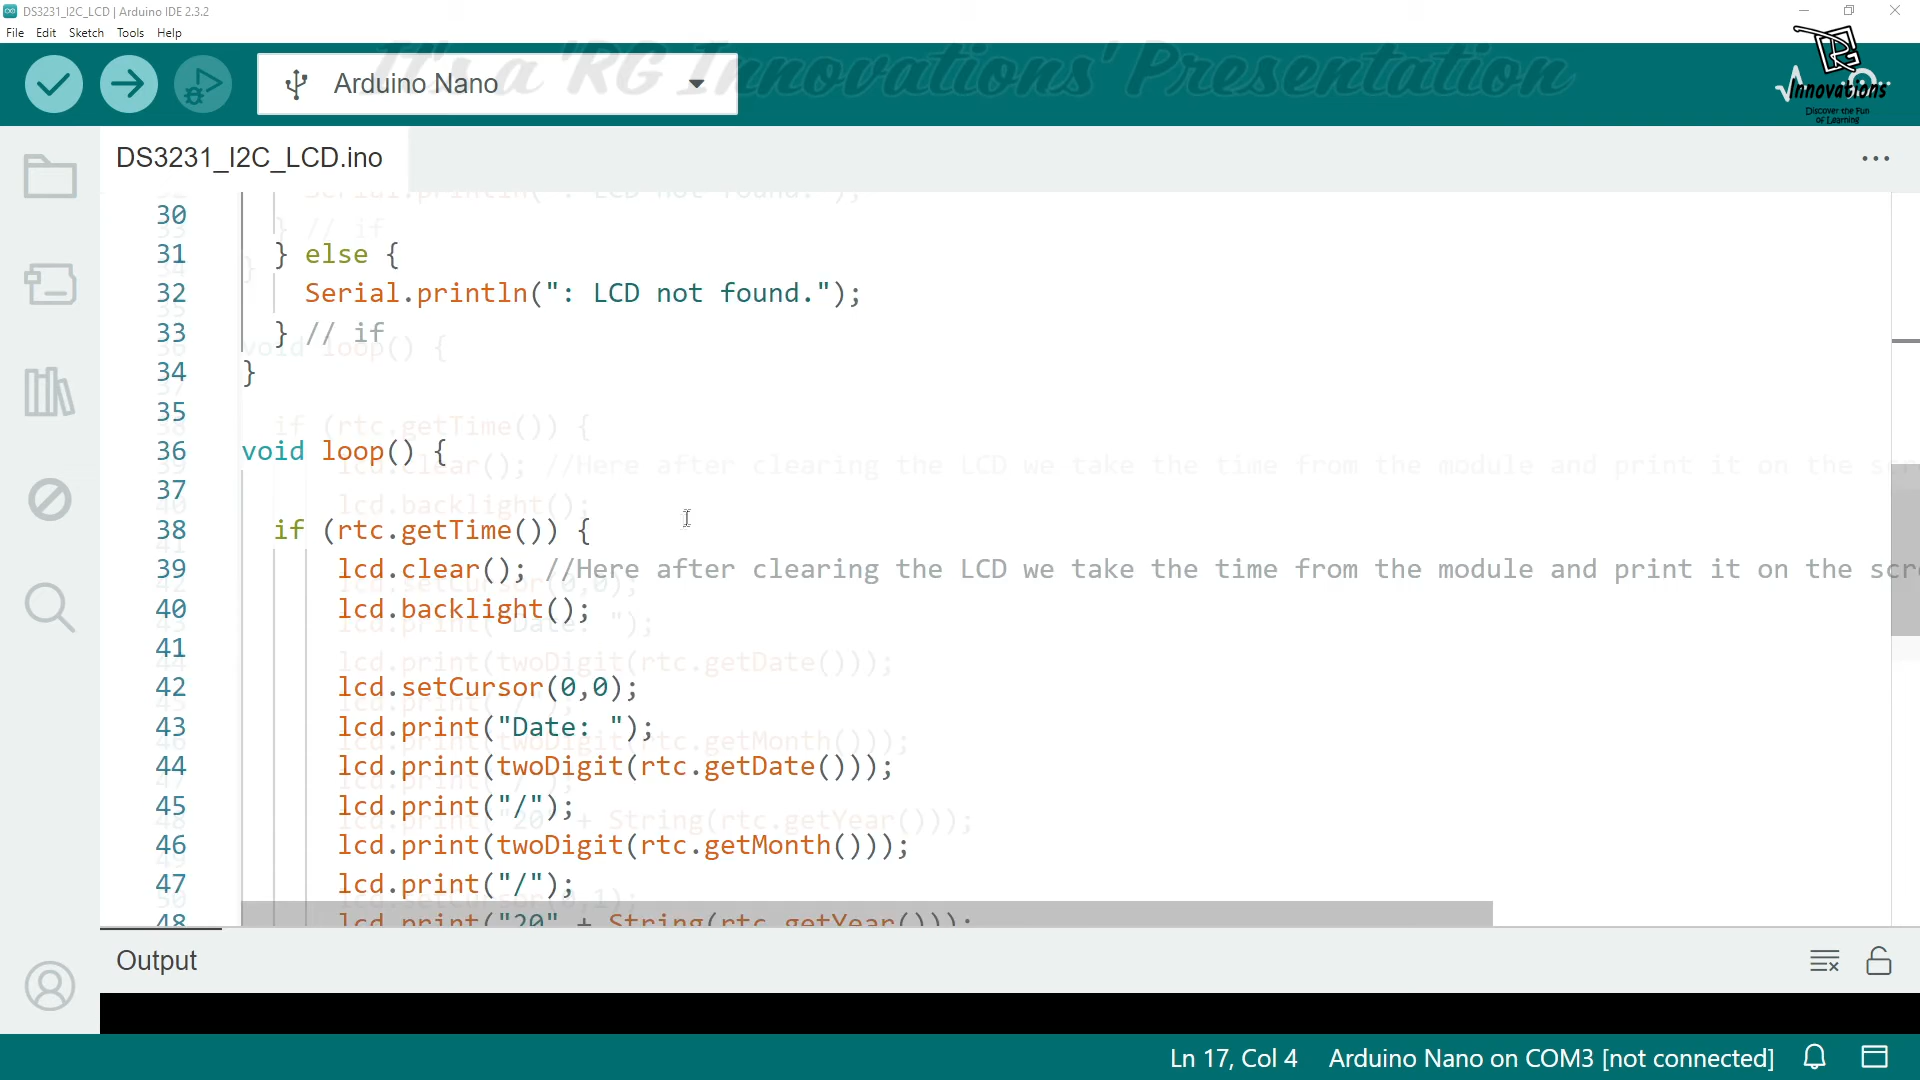 DS3231_I2C_LCD | Arduino IDE 2.3.2
File Edit Sketch Tools Help
It's a 'RG Innovations' Presentation
Arduino Nano
Innovations
Discover the Fun
of Learning
DS3231_I2C_LCD.ino
30
31 } else {
32 Serial.println(": LCD not found.");
33 } // if
34 }
35
36 void loop() {
37
38 if (rtc.getTime()) {
39 lcd.clear(); //Here after clearing the LCD we take the time from the module and print it on the scr
40 lcd.backlight();
41
42 lcd.setCursor(0,0);
43 lcd.print("Date: ");
44 lcd.print(twoDigit(rtc.getDate()));
45 lcd.print("/");
46 lcd.print(twoDigit(rtc.getMonth()));
47 lcd.print("/");
48 lcd.print("20" + String(rtc.getYear()));
Output
Ln 17, Col 4 Arduino Nano on COM3 [not connected]